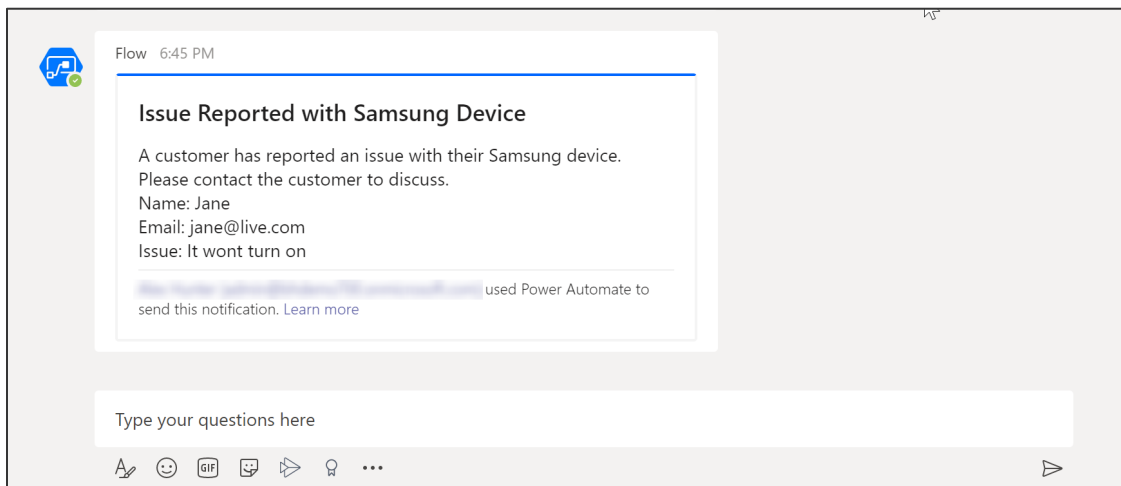 Flow 6:45 PM
Issue Reported with Samsung Device
A customer has reported an issue with their Samsung device.
Please contact the customer to discuss.
Name: Jane
Email: jane@live.com
Issue: It wont turn on
used Power Automate to
send this notification. Learn more
Type your questions here
GIF